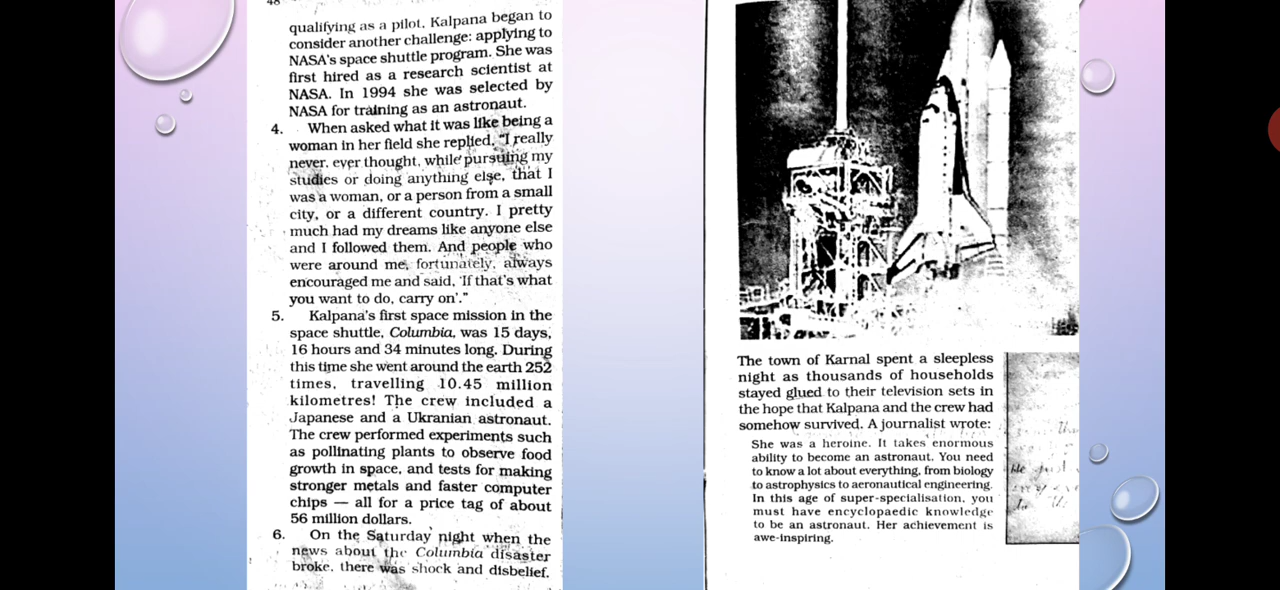 48
qualifying as a pilot, Kalpana began to
consider another challenge: applying to
NASA's space shuttle program. She was
first hired as a research scientist at
NASA. In 1994 she was selected by
NASA for training as an astronaut.
4. When asked what it was like being a
woman in her field she replied, "I really
never, ever thought, while pursuing my
studies or doing anything else, that I
was a woman, or a person from a small
city, or a different country. I pretty
much had my dreams like anyone else
and I followed them. And people who
were around me, fortunately, always
encouraged me and said, 'If that's what
you want to do, carry on'."
5. Kalpana's first space mission in the
space shuttle, Columbia, was 15 days,
16 hours and 34 minutes long. During
this time she went around the earth 252
times, travelling 10.45 million
kilometres! The crew included a
Japanese and a Ukranian astronaut.
The crew performed experiments such
as pollinating plants to observe food
growth in space, and tests for making
stronger metals and faster computer
chips — all for a price tag of about
56 million dollars.
6. On the Saturday night when the
news about the Columbia disaster
broke, there was shock and disbelief.
The town of Karnal spent a sleepless
night as thousands of households
stayed glued to their television sets in
the hope that Kalpana and the crew had
somehow survived. A journalist wrote:
She was a heroine. It takes enormous
ability to become an astronaut. You need
to know a lot about everything, from biology
to astrophysics to aeronautical engineering.
In this age of super-specialisation, you
must have encyclopaedic knowledge
to be an astronaut. Her achievement is
awe-inspiring.